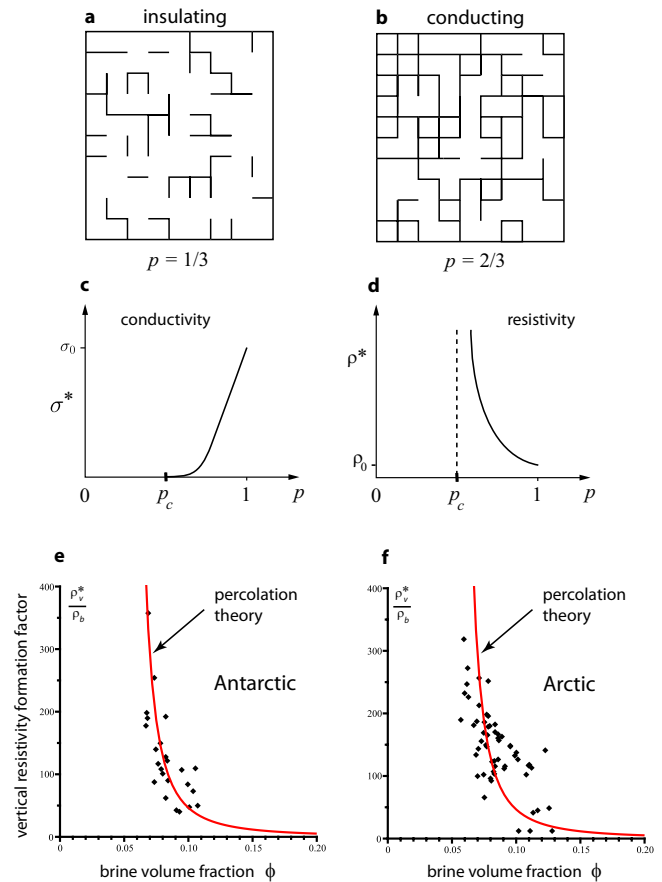 a insulating
b conducting
p = 1/3
p = 2/3
c
conductivity
σ0
σ*
0
pc
1
p
d
resistivity
ρ*
ρ0
0
pc
1
p
e
vertical resistivity formation factor
400
300
200
100
0
ρv*
ρb
percolation
theory
Antarctic
0
0.05
0.10
0.15
0.20
brine volume fraction ϕ
f
400
300
200
100
0
ρv*
ρb
percolation
theory
Arctic
0
0.05
0.10
0.15
0.20
brine volume fraction ϕ